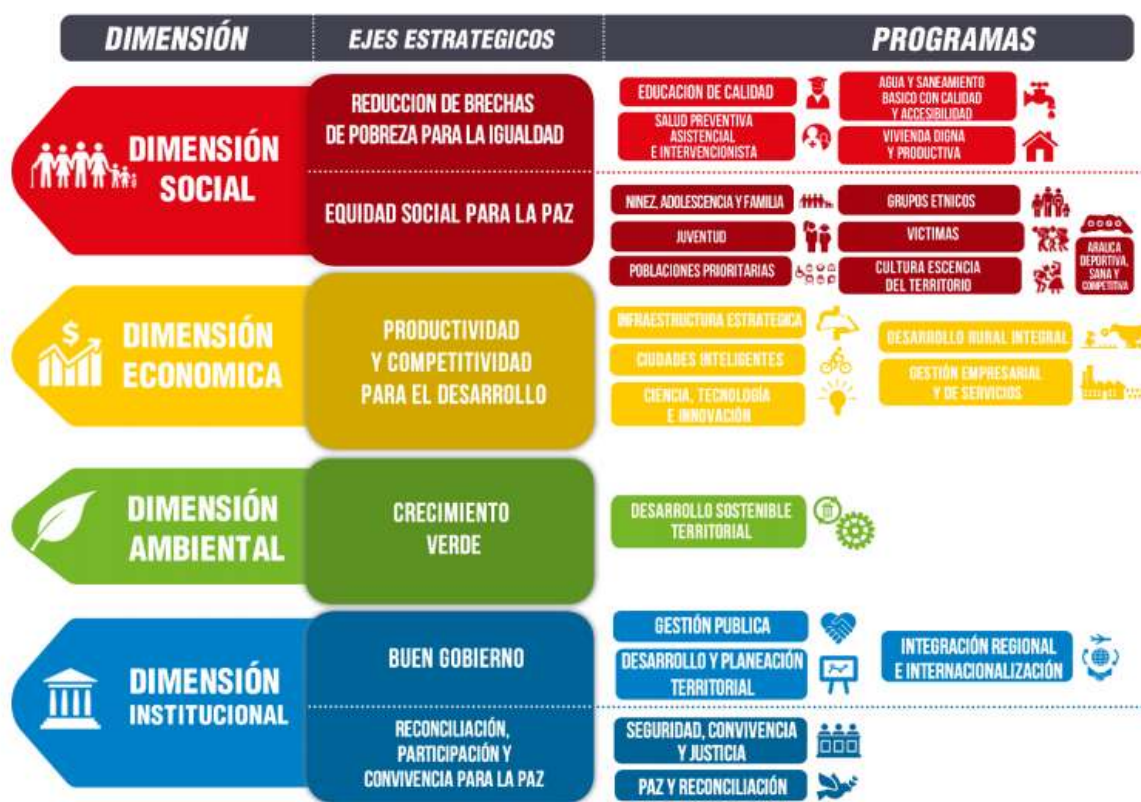 DIMENSIÓN
EJES ESTRATEGICOS
PROGRAMAS
DIMENSIÓN
SOCIAL
REDUCCION DE BRECHAS
DE POBREZA PARA LA IGUALDAD
EDUCACION DE CALIDAD
SALUD PREVENTIVA
ASISTENCIAL
E INTERVENCIONISTA
AGUA Y SANEAMIENTO
BASICO CON CALIDAD
Y ACCESIBILIDAD
VIVIENDA DIGNA
Y PRODUCTIVA
EQUIDAD SOCIAL PARA LA PAZ
NINEZ, ADOLESCENCIA Y FAMILIA
JUVENTUD
POBLACIONES PRIORITARIAS
GRUPOS ETNICOS
VICTIMAS
CULTURA ESCENCIA
DEL TERRITORIO
ARAUCA
DEPORTIVA,
SANA Y
COMPETITIVA
DIMENSIÓN
ECONOMICA
PRODUCTIVIDAD
Y COMPETITIVIDAD
PARA EL DESARROLLO
INFRAESTRUCTURA ESTRATEGICA
CIUDADES INTELIGENTES
CIENCIA, TECNOLOGÍA
E INNOVACIÓN
DESARROLLO RURAL INTEGRAL
GESTIÓN EMPRESARIAL
Y DE SERVICIOS
DIMENSIÓN
AMBIENTAL
CRECIMIENTO
VERDE
DESARROLLO SOSTENIBLE
TERRITORIAL
DIMENSIÓN
INSTITUCIONAL
BUEN GOBIERNO
GESTIÓN PUBLICA
DESARROLLO Y PLANEACIÓN
TERRITORIAL
INTEGRACIÓN REGIONAL
E INTERNACIONALIZACIÓN
RECONCILIACIÓN,
PARTICIPACIÓN Y
CONVIVENCIA PARA LA PAZ
SEGURIDAD, CONVIVENCIA
Y JUSTICIA
PAZ Y RECONCILIACIÓN